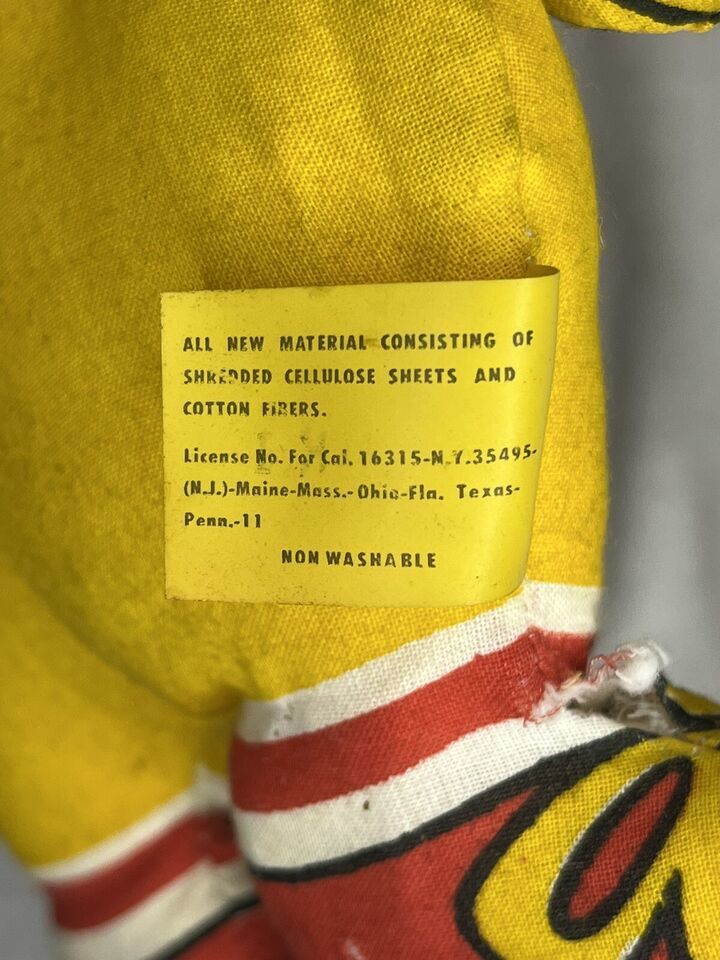 ALL NEW MATERIAL CONSISTING OF
SHREDDED CELLULOSE SHEETS AND
COTTON FIBERS.
License No. For Cal. 16315-N.Y.35495-
(N.J.)-Maine-Mass.-Ohio-Fla. Texas-
Penn.-11
NON WASHABLE